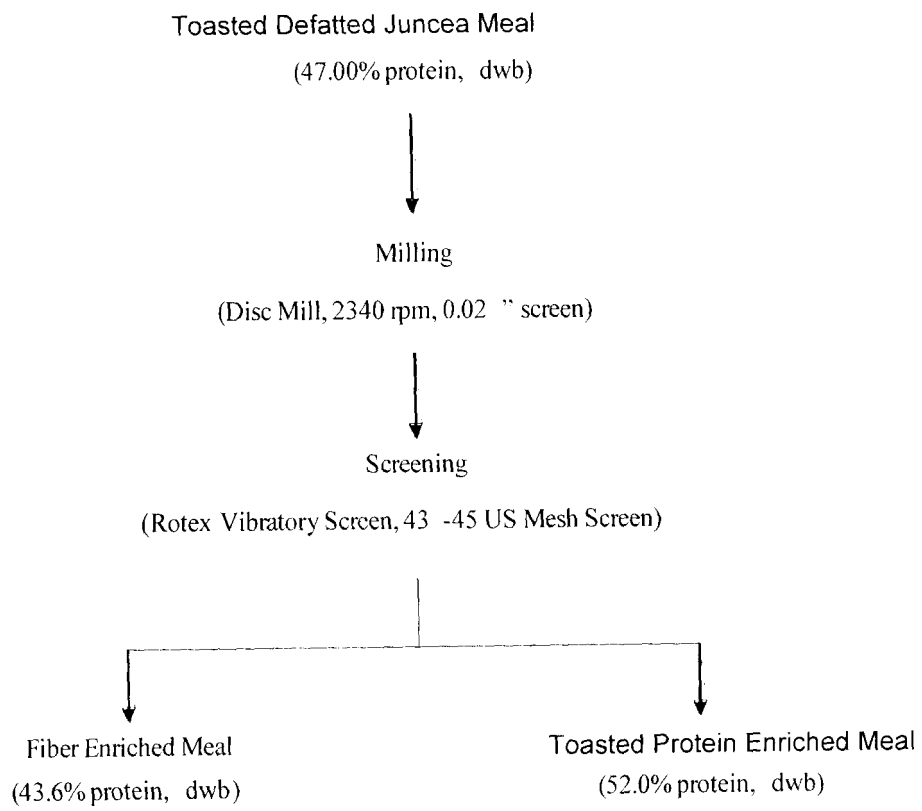 Toasted Defatted Juncea Meal
(47.00% protein, dwb)
Milling
(Disc Mill, 2340 rpm, 0.02 ” screen)
Screening
(Rotex Vibratory Screen, 43 -45 US Mesh Screen)
Fiber Enriched Meal
(43.6% protein, dwb)
Toasted Protein Enriched Meal
(52.0% protein, dwb)